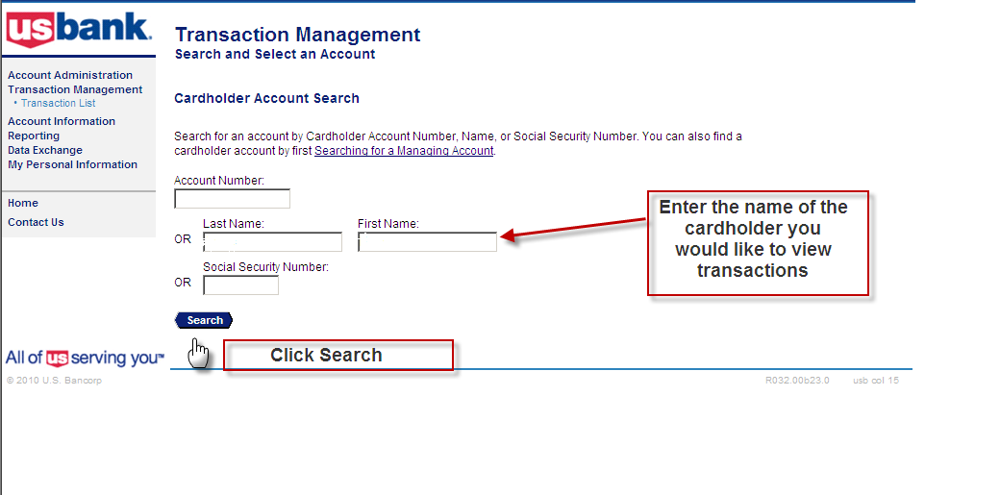 usbank.
Transaction Management
Search and Select an Account
Account Administration
Transaction Management
• Transaction List
Account Information
Reporting
Data Exchange
My Personal Information
Home
Contact Us
Cardholder Account Search
Search for an account by Cardholder Account Number, Name, or Social Security Number. You can also find a
cardholder account by first Searching for a Managing Account.
Account Number:
OR
Last Name:
First Name:
OR
Social Security Number:
Search
Enter the name of the
cardholder you
would like to view
transactions
Click Search
All of us serving you™
© 2010 U.S. Bancorp
R032.00b23.0
usb col 15